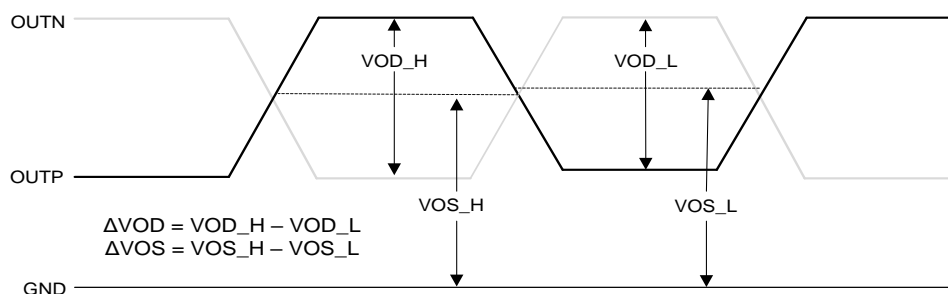 OUTN
VOD_H
VOD_L
OUTP
VOS_H
VOS_L
ΔVOD = VOD_H – VOD_L
ΔVOS = VOS_H – VOS_L
GND